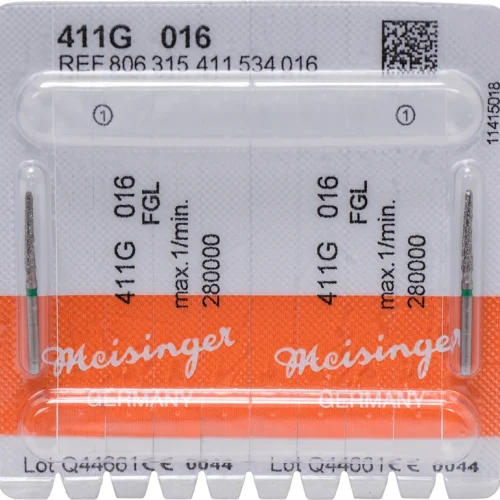 411G 016
REF 806 315 411 534 016
11415018
1 1
411G 016
FGL
max.1/min.
280000
411G 016
FGL
max.1/min.
280000
Meisinger
GERMANY
Meisinger
GERMANY
Lot Q44661 CE 0044
Lot Q44661 CE 0044